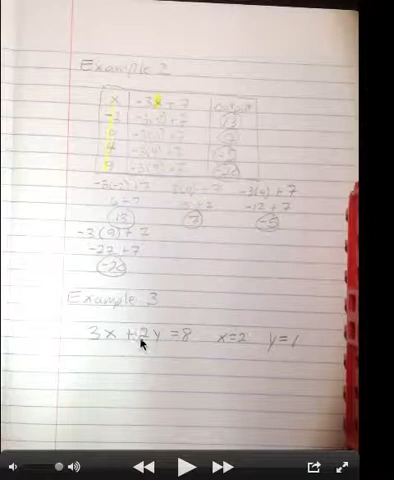 Example 2
x -3x + 7 output
-2 -3(-2) + 7 13
0 -3(0) + 7 7
4 -3(4) + 7 -5
9 -3(9) + 7 -20
-3(-2) + 7 -3(0) + 7 -3(4) + 7
6 + 7 0 + 7 -12 + 7
13 7 -5
-3(9) + 7
-27 + 7
-20
Example 3
3x + 2y = 8 x=2 y=1